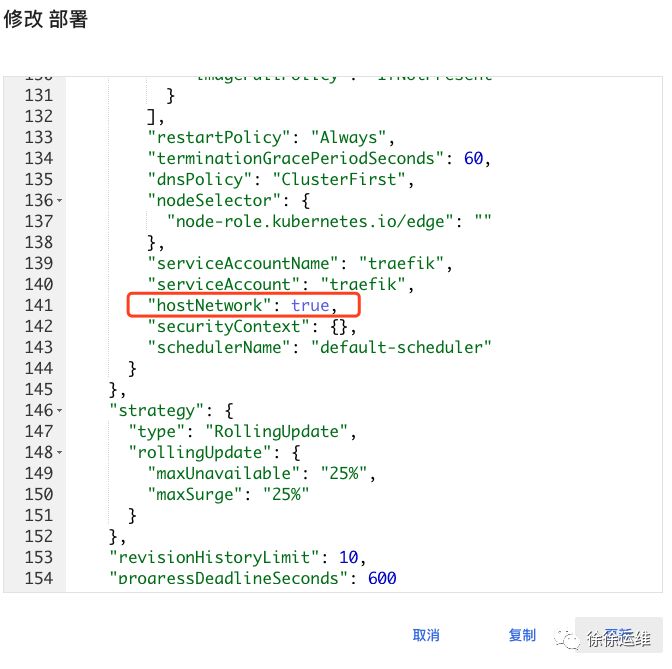 修改 部署
130 "imagePullPolicy": "IfNotPresent"
131 }
132 ],
133 "restartPolicy": "Always",
134 "terminationGracePeriodSeconds": 60,
135 "dnsPolicy": "ClusterFirst",
136 "nodeSelector": {
137 "node-role.kubernetes.io/edge": ""
138 },
139 "serviceAccountName": "traefik",
140 "serviceAccount": "traefik",
141 "hostNetwork": true,
142 "securityContext": {},
143 "schedulerName": "default-scheduler"
144 }
145 },
146 "strategy": {
147 "type": "RollingUpdate",
148 "rollingUpdate": {
149 "maxUnavailable": "25%",
150 "maxSurge": "25%"
151 }
152 },
153 "revisionHistoryLimit": 10,
154 "progressDeadlineSeconds": 600
取消 复制 更新
徐徐运维